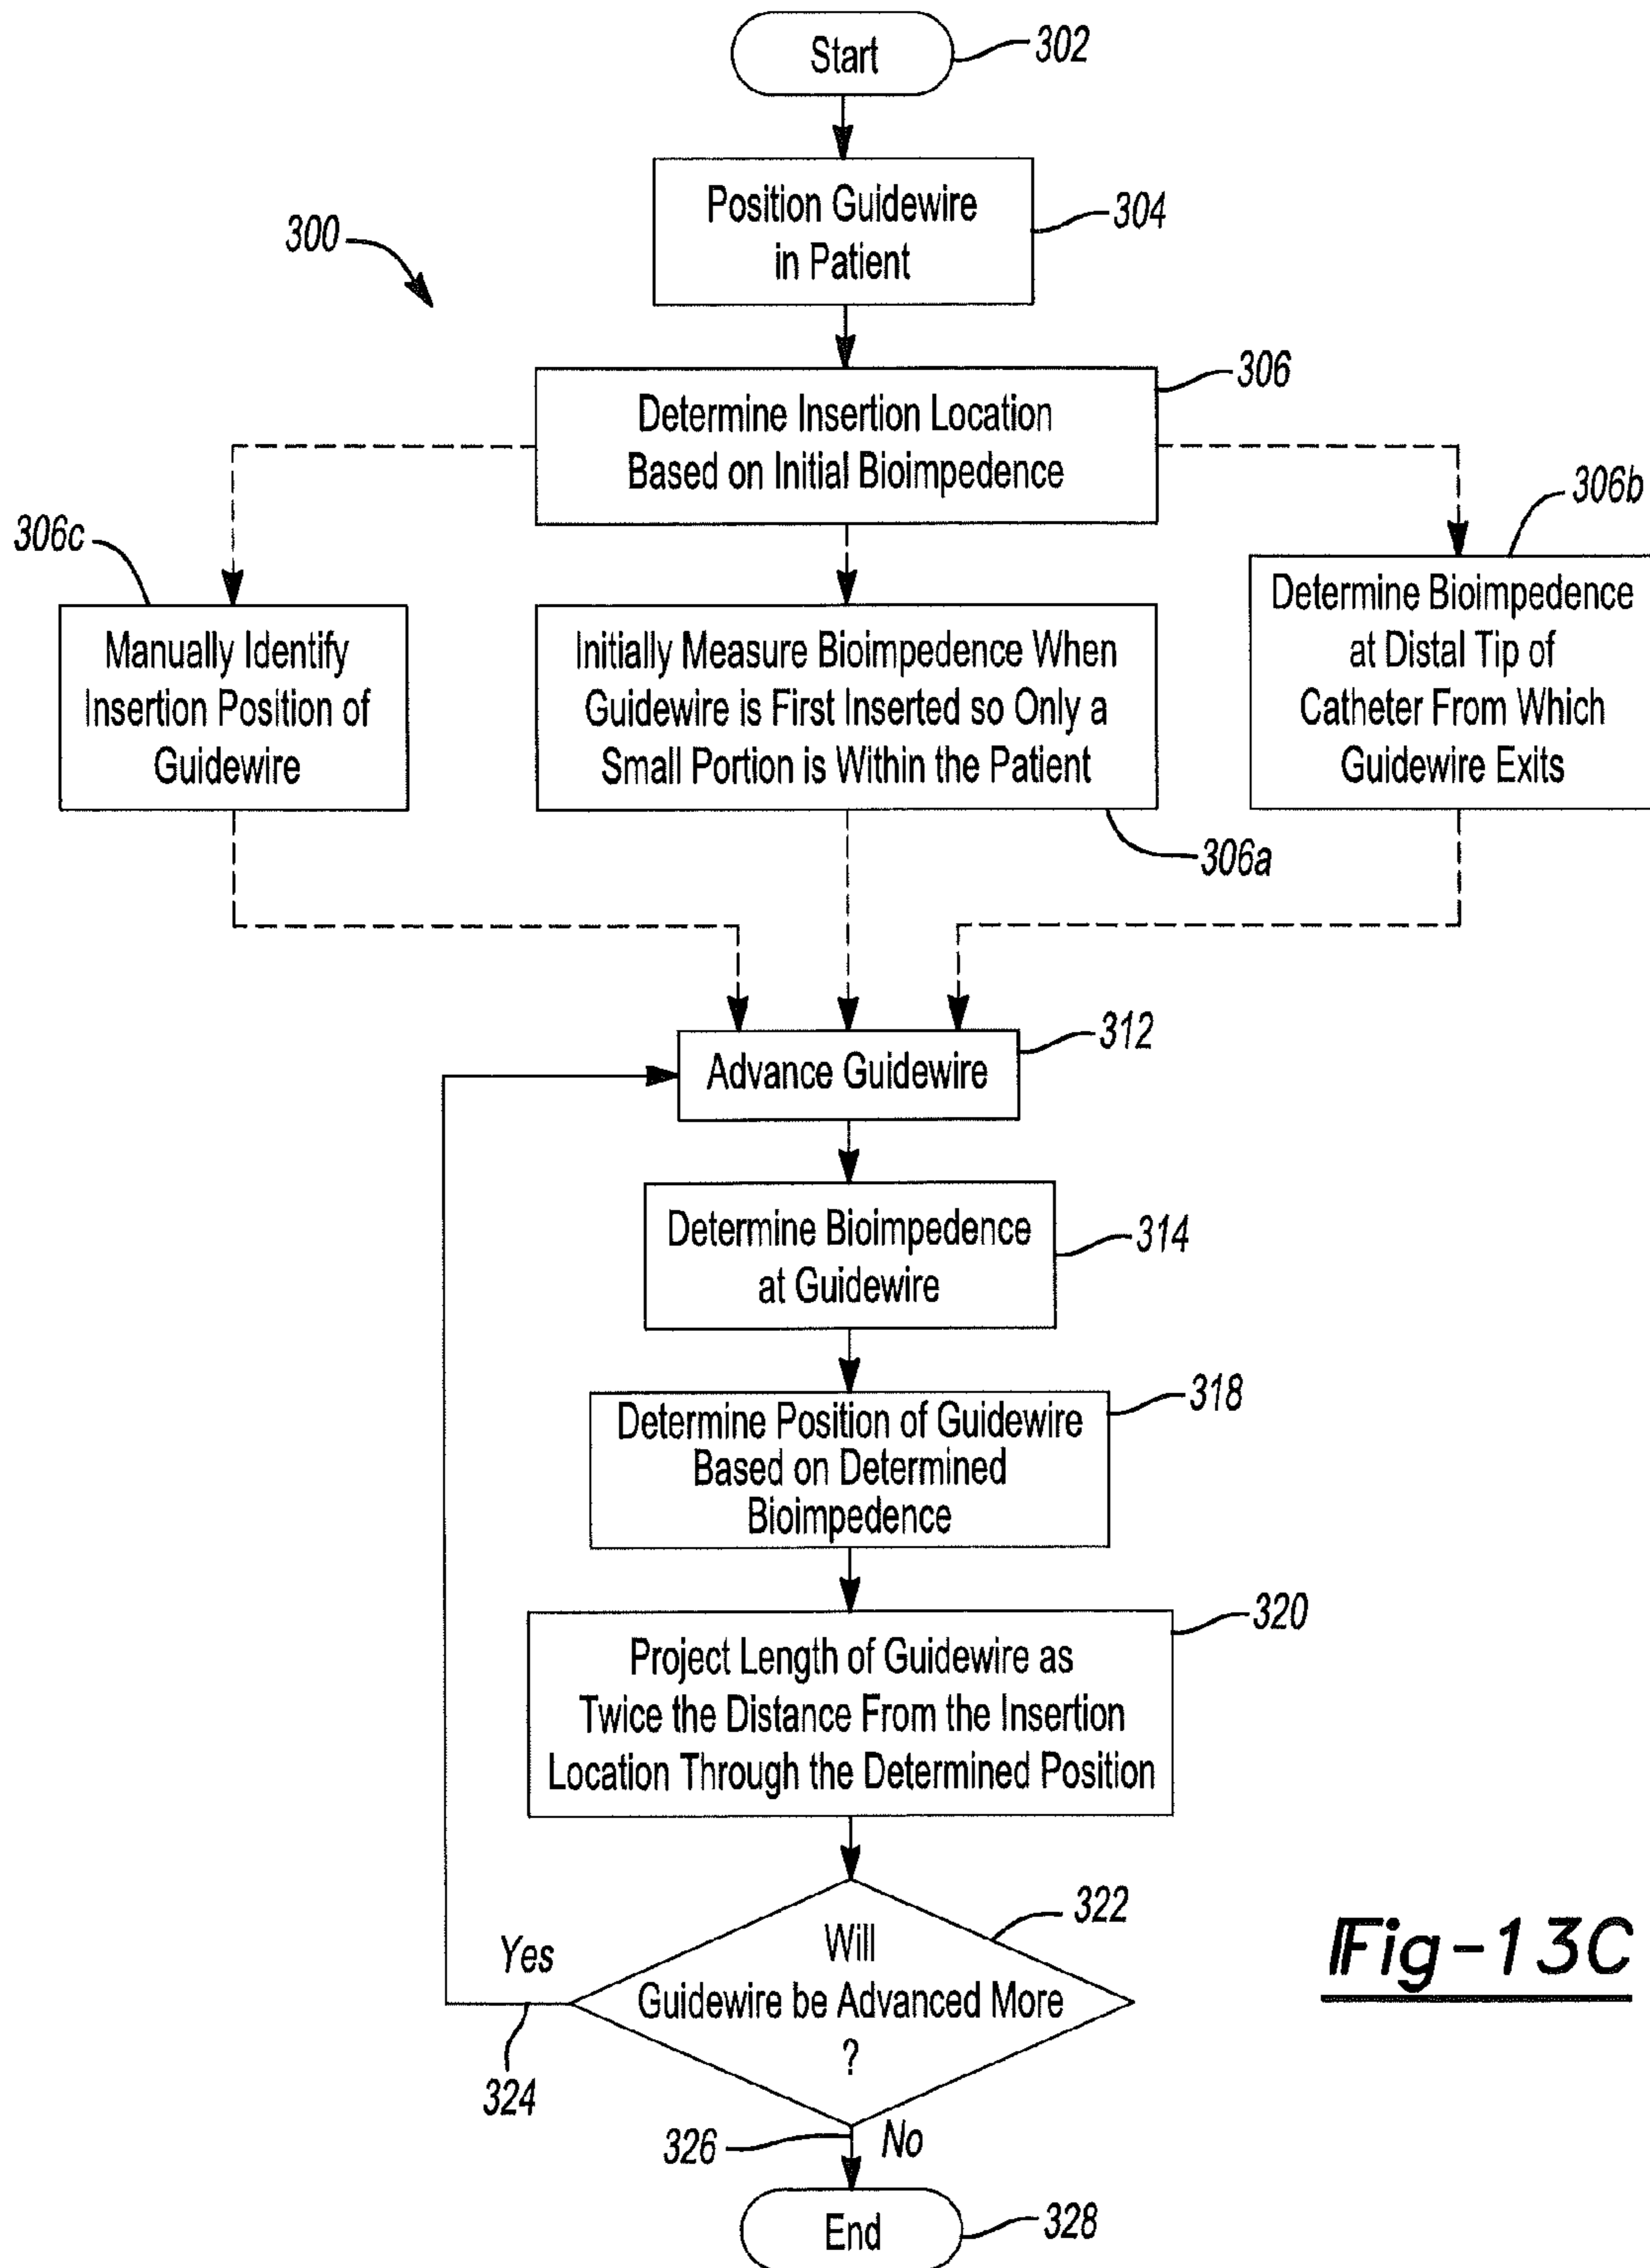 Start
302
Position Guidewire
in Patient
304
300
Determine Insertion Location
Based on Initial Bioimpedence
306
306c
306b
Manually Identify
Insertion Position of
Guidewire
Initially Measure Bioimpedence When
Guidewire is First Inserted so Only a
Small Portion is Within the Patient
306a
Determine Bioimpedence
at Distal Tip of
Catheter From Which
Guidewire Exits
Advance Guidewire
312
Determine Bioimpedence
at Guidewire
314
Determine Position of Guidewire
Based on Determined
Bioimpedence
318
Project Length of Guidewire as
Twice the Distance From the Insertion
Location Through the Determined Position
320
Will
Guidewire be Advanced More
?
322
Yes
324
326
No
End
328
Fig-13C